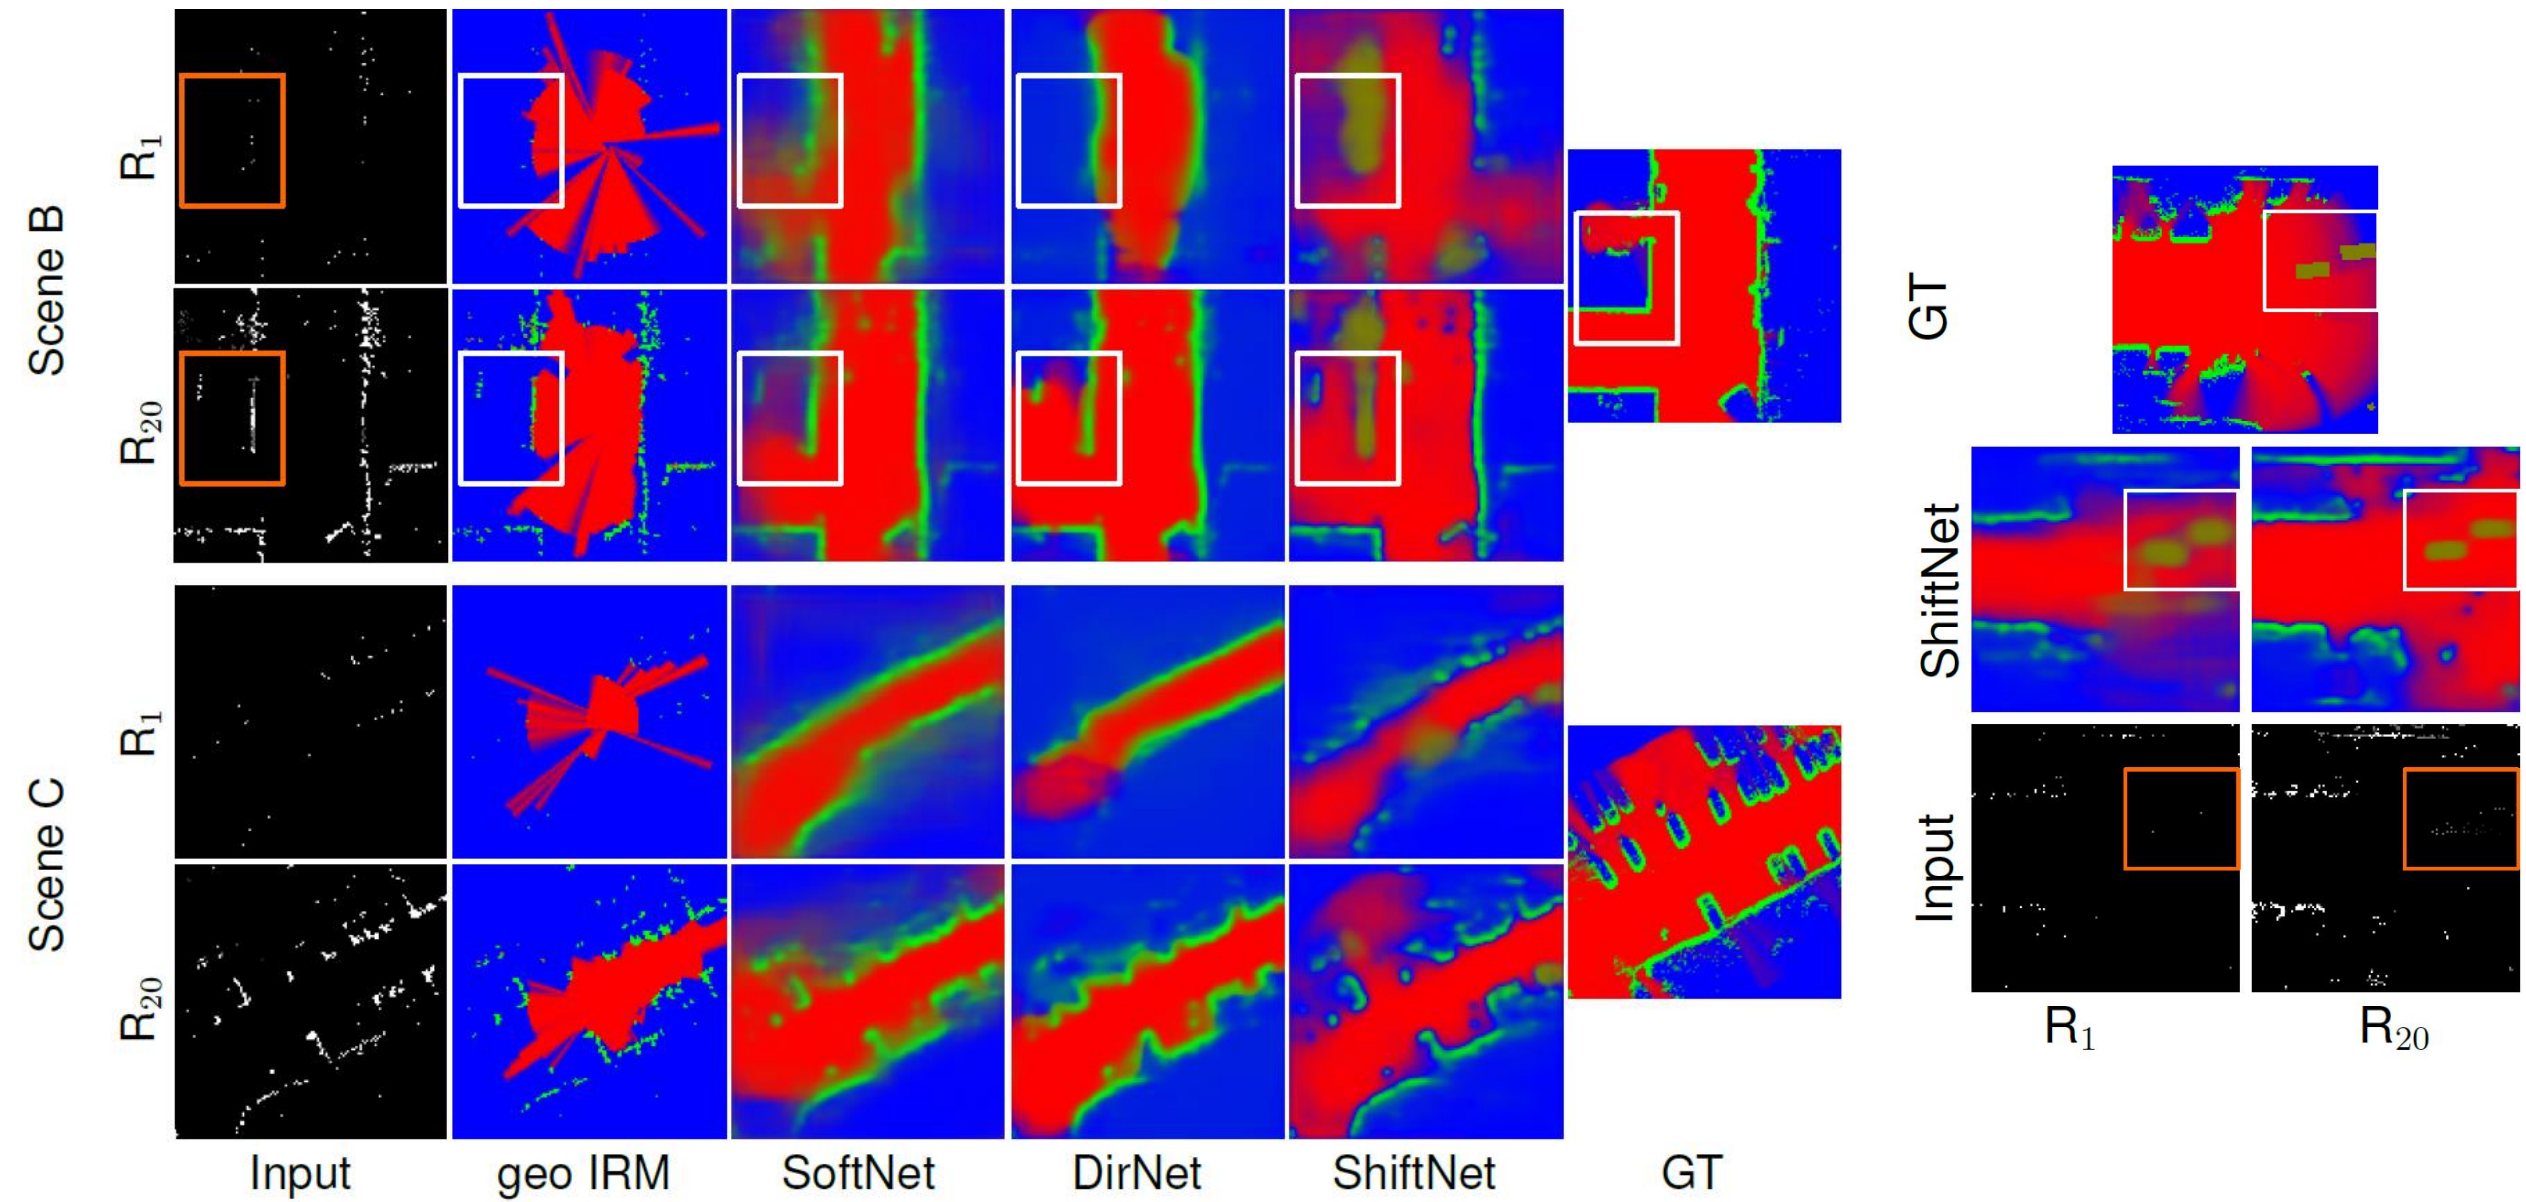 Scene B
R₁
R₂₀
Scene C
R₁
R₂₀
Input
geo IRM
SoftNet
DirNet
ShiftNet
GT
GT
ShiftNet
Input
R₁
R₂₀